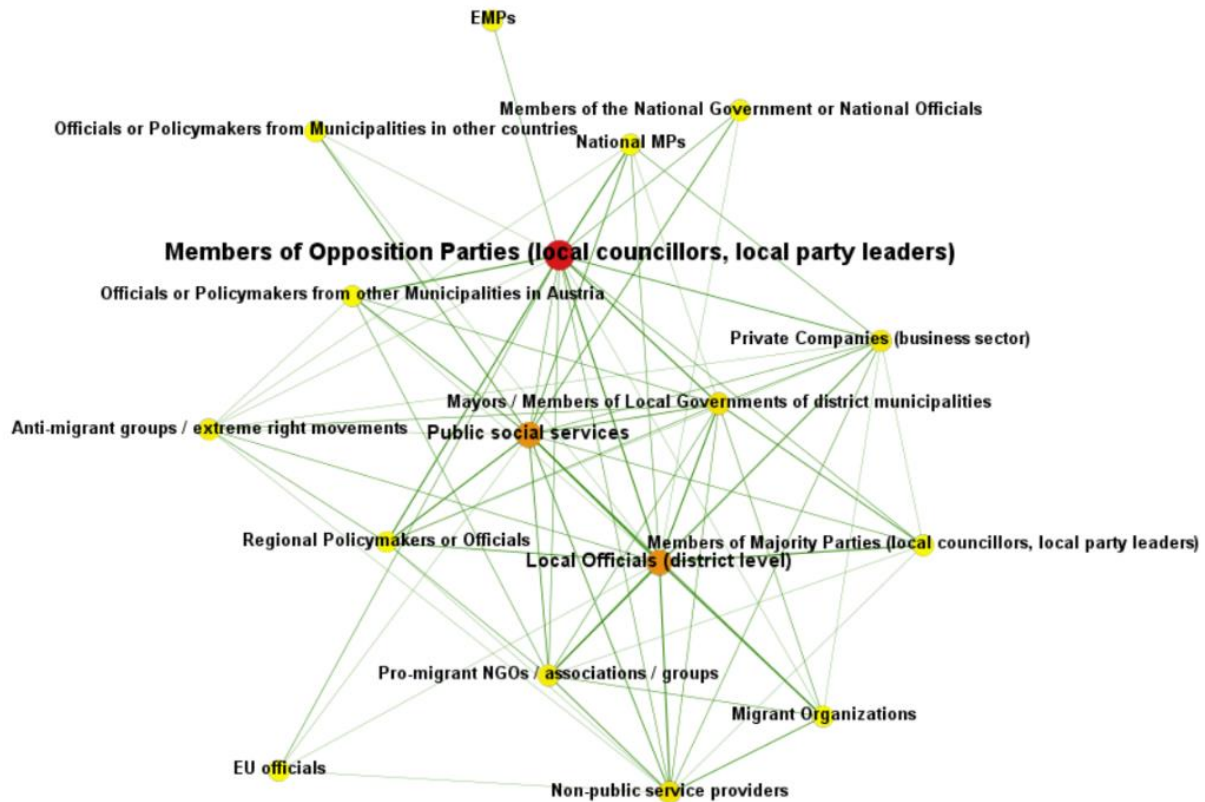 EMPs
Members of the National Government or National Officials
Officials or Policymakers from Municipalities in other countries
National MPs
Members of Opposition Parties (local councillors, local party leaders)
Officials or Policymakers from other Municipalities in Austria
Private Companies (business sector)
Mayors / Members of Local Governments of district municipalities
Anti-migrant groups / extreme right movements
Public social services
Regional Policymakers or Officials
Members of Majority Parties (local councillors, local party leaders)
Local Officials (district level)
Pro-migrant NGOs / associations / groups
Migrant Organizations
EU officials
Non-public service providers